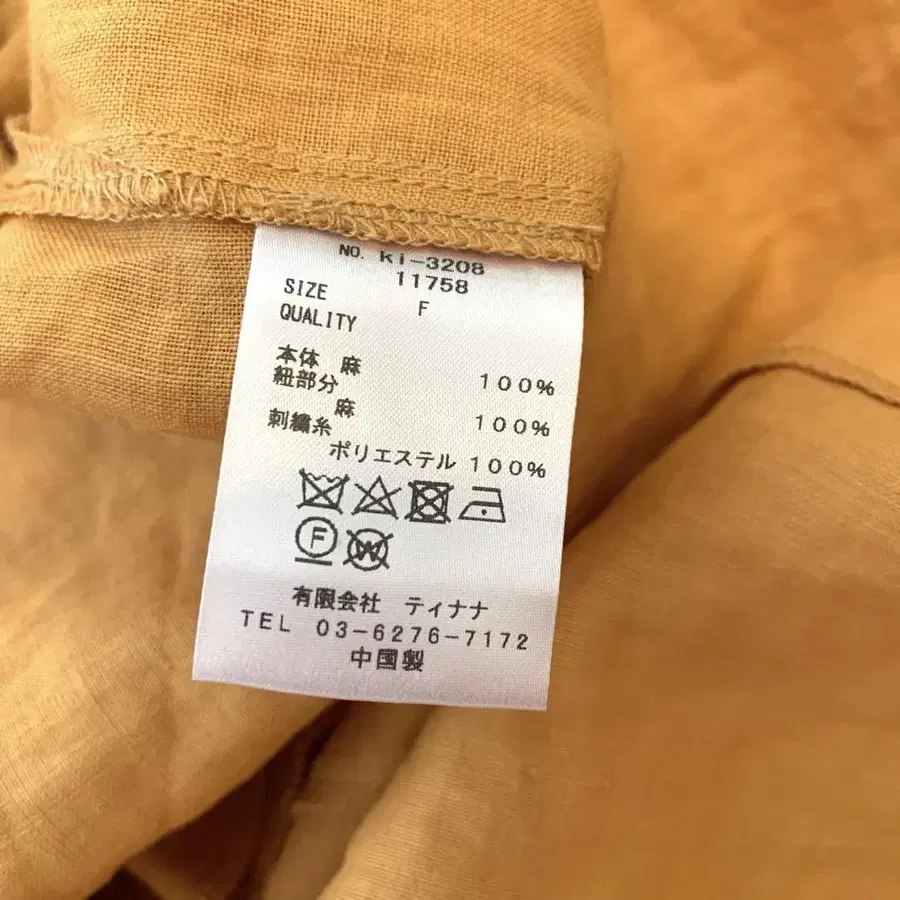 NO. ki-3208
11758
SIZE F
QUALITY
本体 麻 100%
紐部分
麻 100%
刺繍糸
ポリエステル 100%
F W
有限会社 ティナナ
TEL 03-6276-7172
中国製